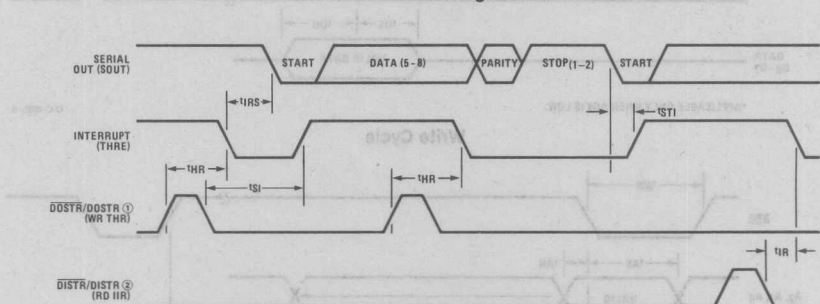 SERIAL
OUT (SOUT)
START
DATA (5 - 8)
PARITY
STOP(1-2)
START
tIRS
tSTI
INTERRUPT
(THRE)
tHR
tSI
tHR
DOSTR/DOSTR ①
(WR THR)
tIR
DISTR/DISTR ②
(RD IIR)
Write Cycle